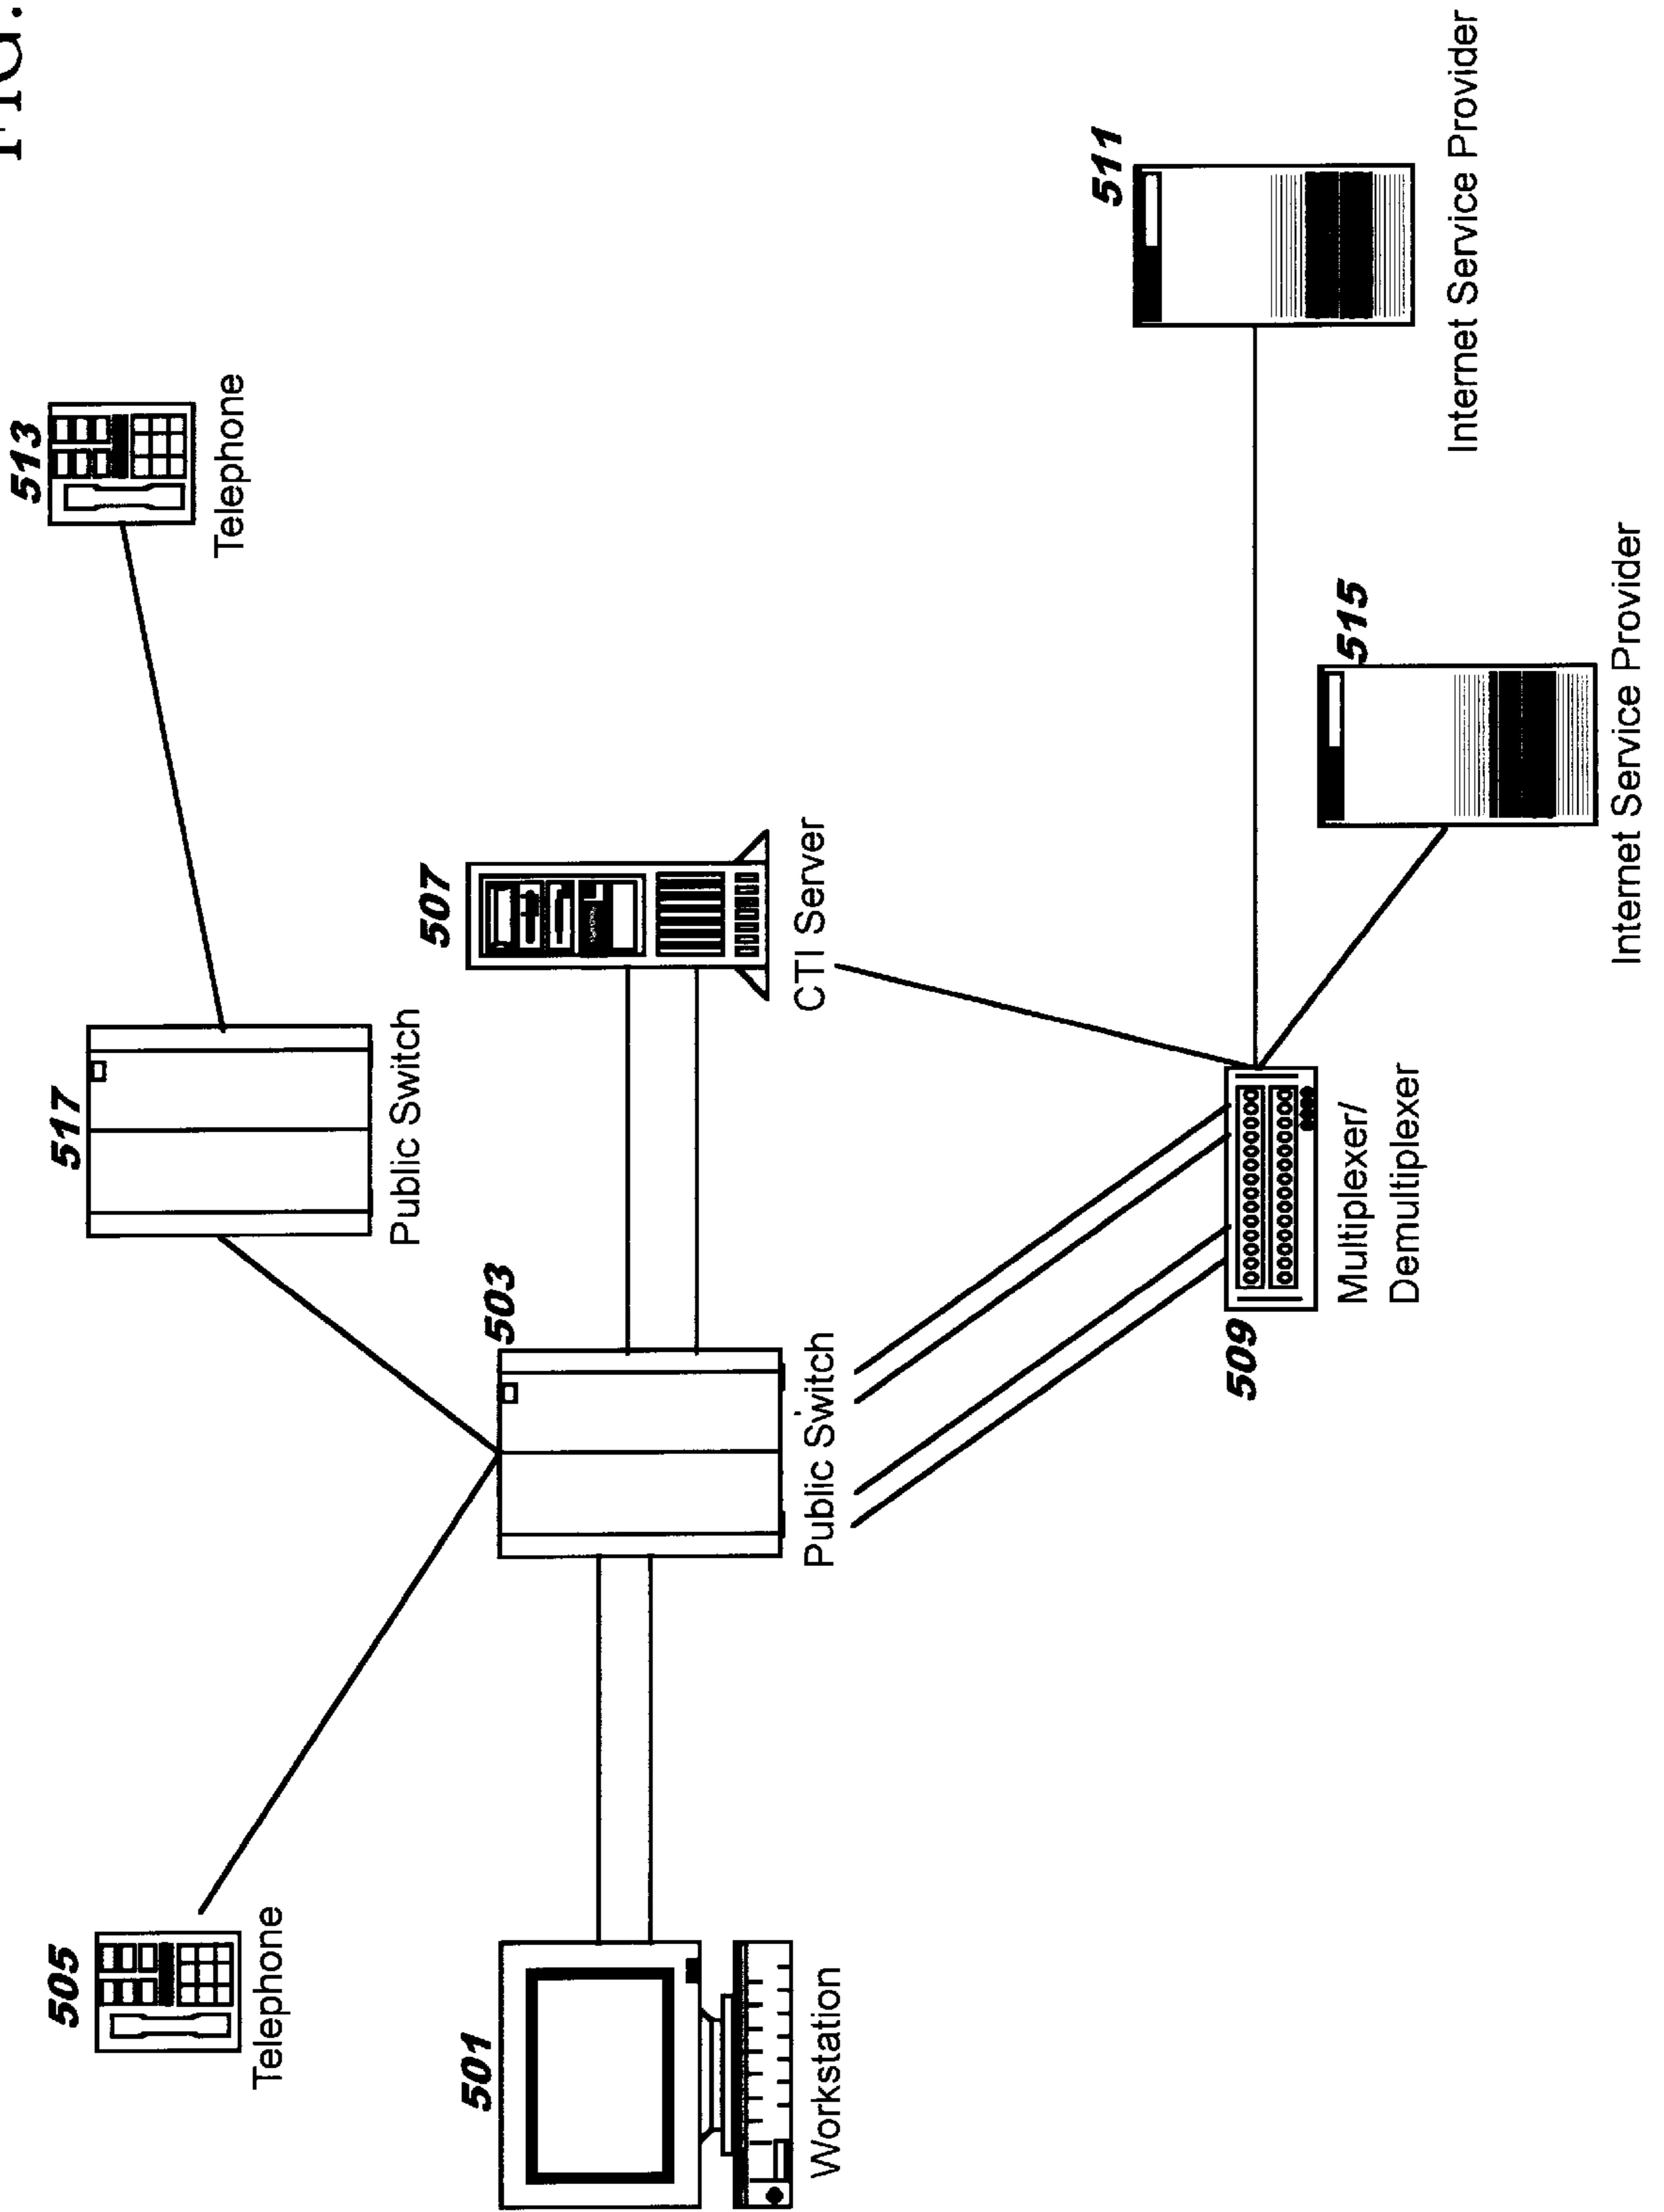 FIG.
513
Telephone
505
Telephone
517
Public Switch
507
CTI Server
501
Workstation
503
Public Switch
511
Internet Service Provider
509
Multiplexer/
Demultiplexer
515
Internet Service Provider